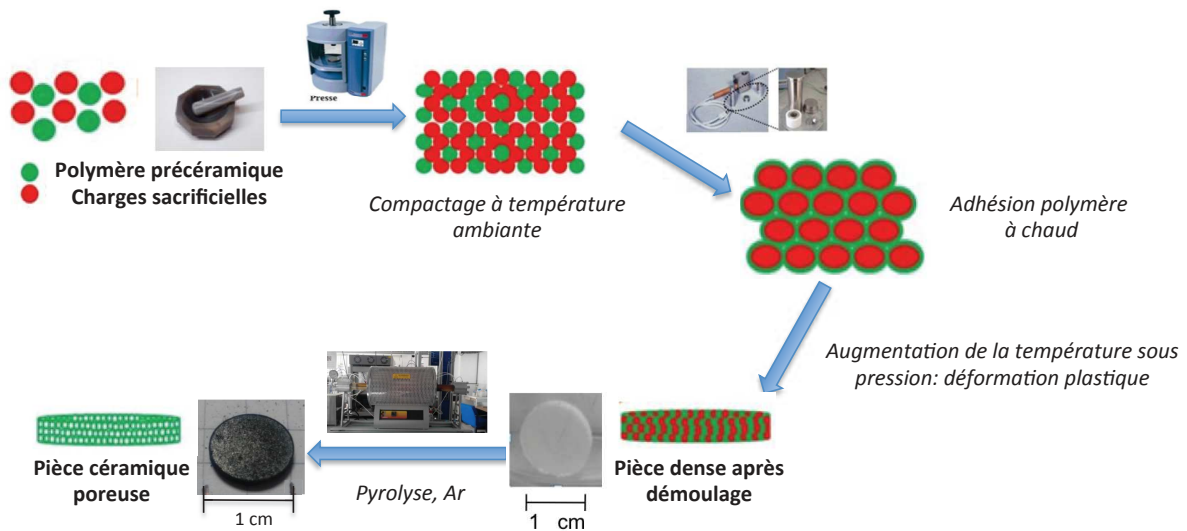 Presse
Polymère précéramique
Charges sacrificielles
Compactage à température
ambiante
Adhésion polymère
à chaud
Augmentation de la température sous
pression: déformation plastique
Pièce céramique
poreuse
1 cm
Pyrolyse, Ar
1 cm
Pièce dense après
démoulage